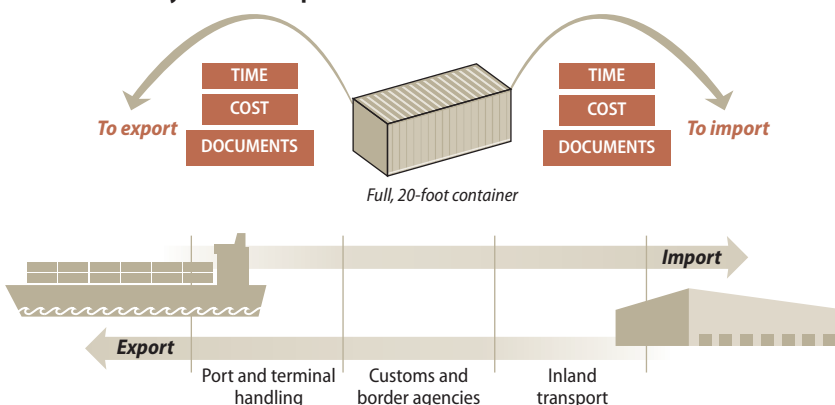 TIME
COST
DOCUMENTS
To export
TIME
COST
DOCUMENTS
To import
Full, 20-foot container
Import
Export
Port and terminal
handling
Customs and
border agencies
Inland
transport